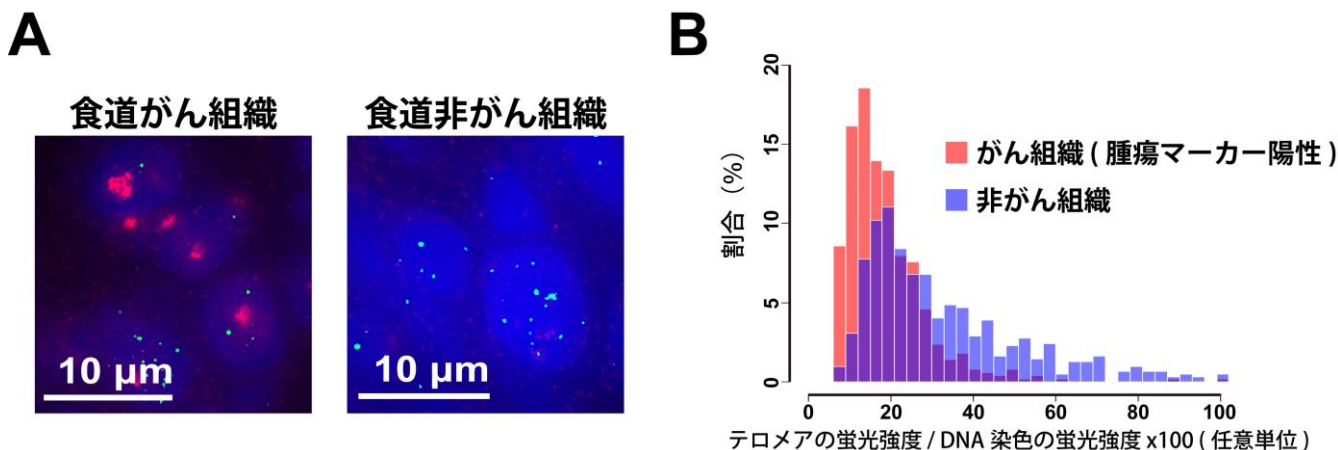 A
食道がん組織
食道非がん組織
10 μm
10 μm
B
20
15
10
5
0
割合（%）
がん組織 ( 腫瘍マーカー陽性 )
非がん組織
0 20 40 60 80 100
テロメアの蛍光強度 / DNA 染色の蛍光強度 x100 ( 任意単位 )